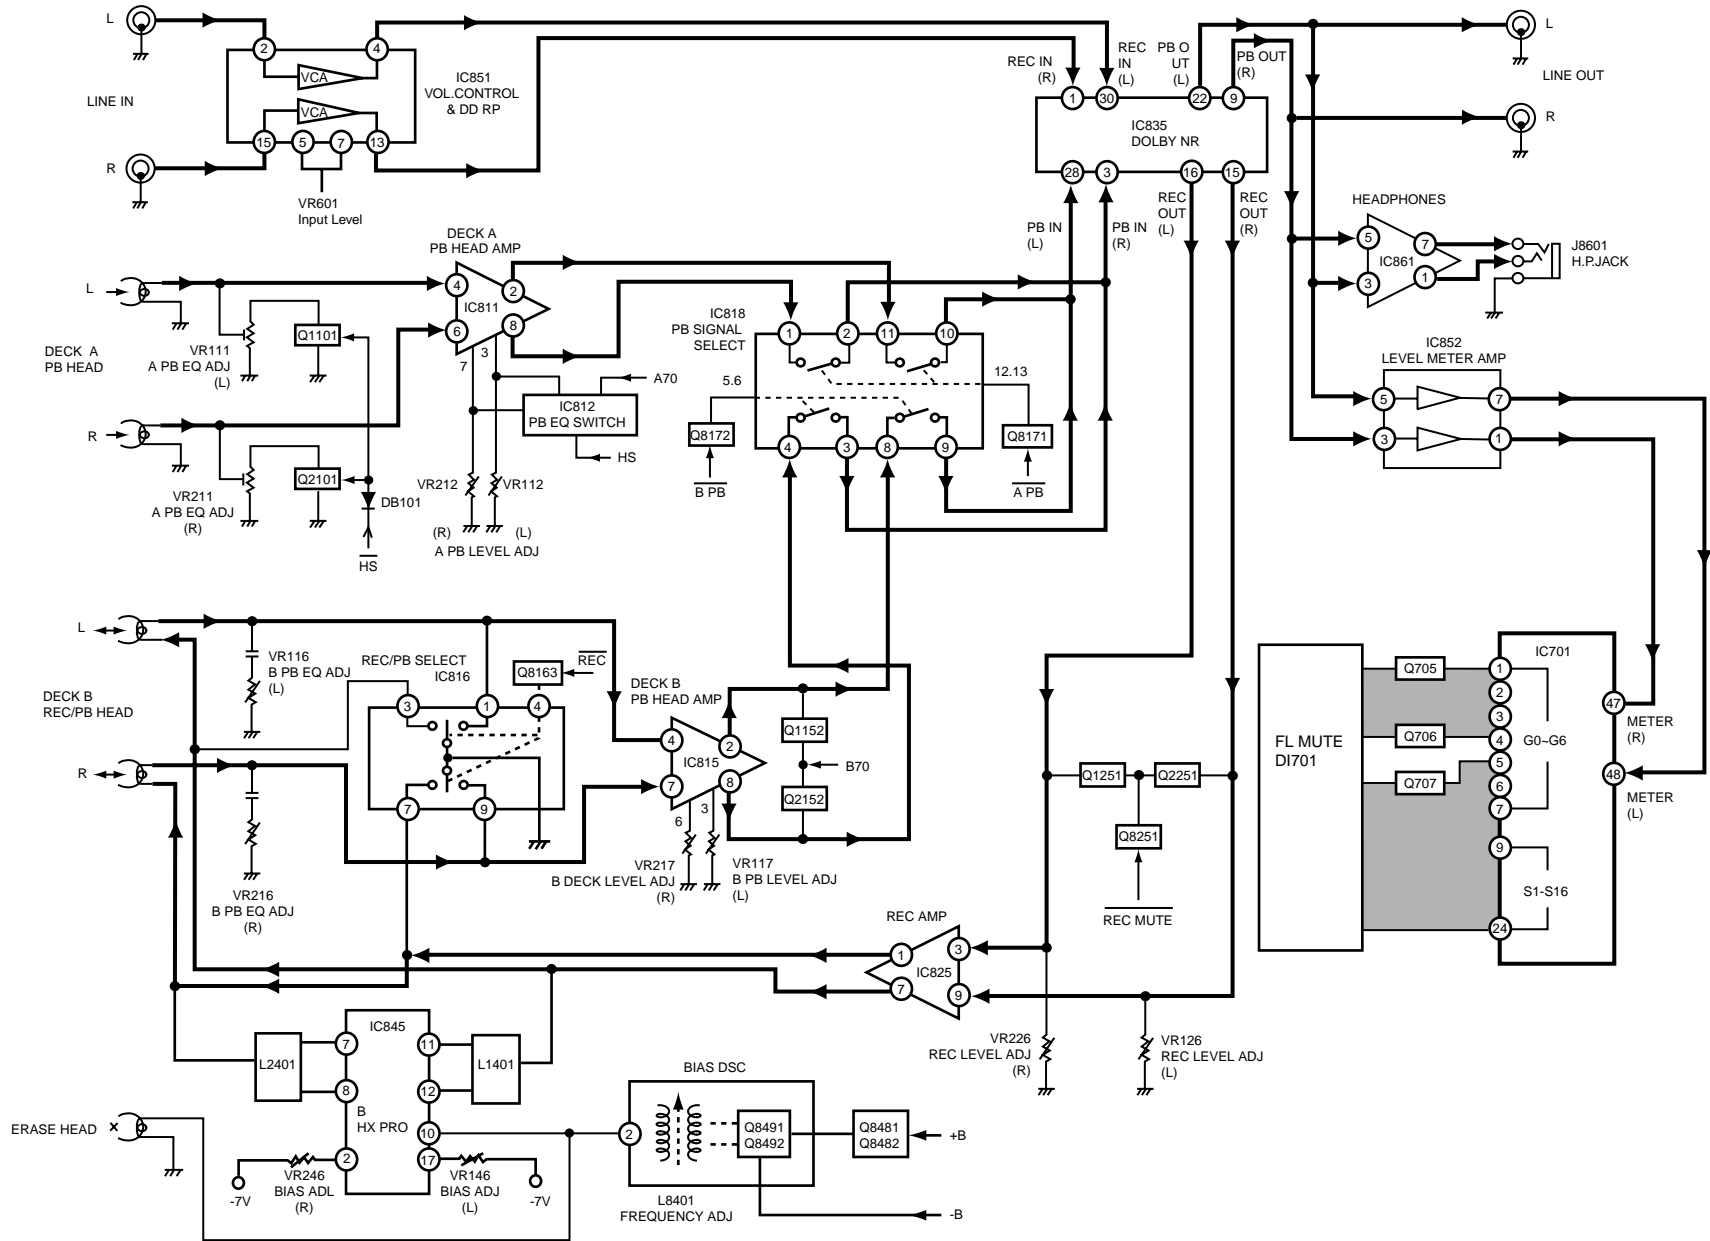 L
LINE IN
R
2
4
VCA
VCA
15
5
7
13
IC851
VOL.CONTROL
& DD RP
VR601
Input Level
REC IN
(R)
REC
IN
(L)
PB O
UT
(L)
PB OUT
(R)
1
30
22
9
IC835
DOLBY NR
28
3
16
15
PB IN
(L)
PB IN
(R)
REC
OUT
(L)
REC
OUT
(R)
L
LINE OUT
R
HEADPHONES
5
7
IC861
3
1
J8601
H.P.JACK
IC852
LEVEL METER AMP
5
7
3
1
DECK A
PB HEAD AMP
L
DECK A
PB HEAD
R
4
2
IC811
6
8
7
3
VR111
A PB EQ ADJ
(L)
Q1101
VR211
A PB EQ ADJ
(R)
Q2101
DB101
HS
A70
IC812
PB EQ SWITCH
HS
VR212
VR112
(R)
(L)
A PB LEVEL ADJ
IC818
PB SIGNAL
SELECT
1
2
11
10
5.6
12.13
Q8172
Q8171
4
3
8
9
B PB
A PB
L
DECK B
REC/PB HEAD
R
VR116
B PB EQ ADJ
(L)
VR216
B PB EQ ADJ
(R)
REC/PB SELECT
IC816
Q8163
REC
3
1
4
7
9
DECK B
PB HEAD AMP
4
2
IC815
7
8
6
3
Q1152
B70
Q2152
VR217
B DECK LEVEL ADJ
(R)
VR117
B PB LEVEL ADJ
(L)
Q1251
Q2251
Q8251
REC MUTE
FL MUTE
DI701
Q705
Q706
Q707
IC701
1
2
3
4
5
6
7
9
24
G0~G6
S1-S16
47
METER
(R)
48
METER
(L)
REC AMP
1
3
IC825
7
9
VR226
REC LEVEL ADJ
(R)
VR126
REC LEVEL ADJ
(L)
IC845
7
11
L2401
L1401
8
12
B
HX PRO
10
2
17
ERASE HEAD
-7V
VR246
BIAS ADL
(R)
VR146
BIAS ADJ
(L)
-7V
BIAS DSC
2
Q8491
Q8492
Q8481
Q8482
+B
-B
L8401
FREQUENCY ADJ